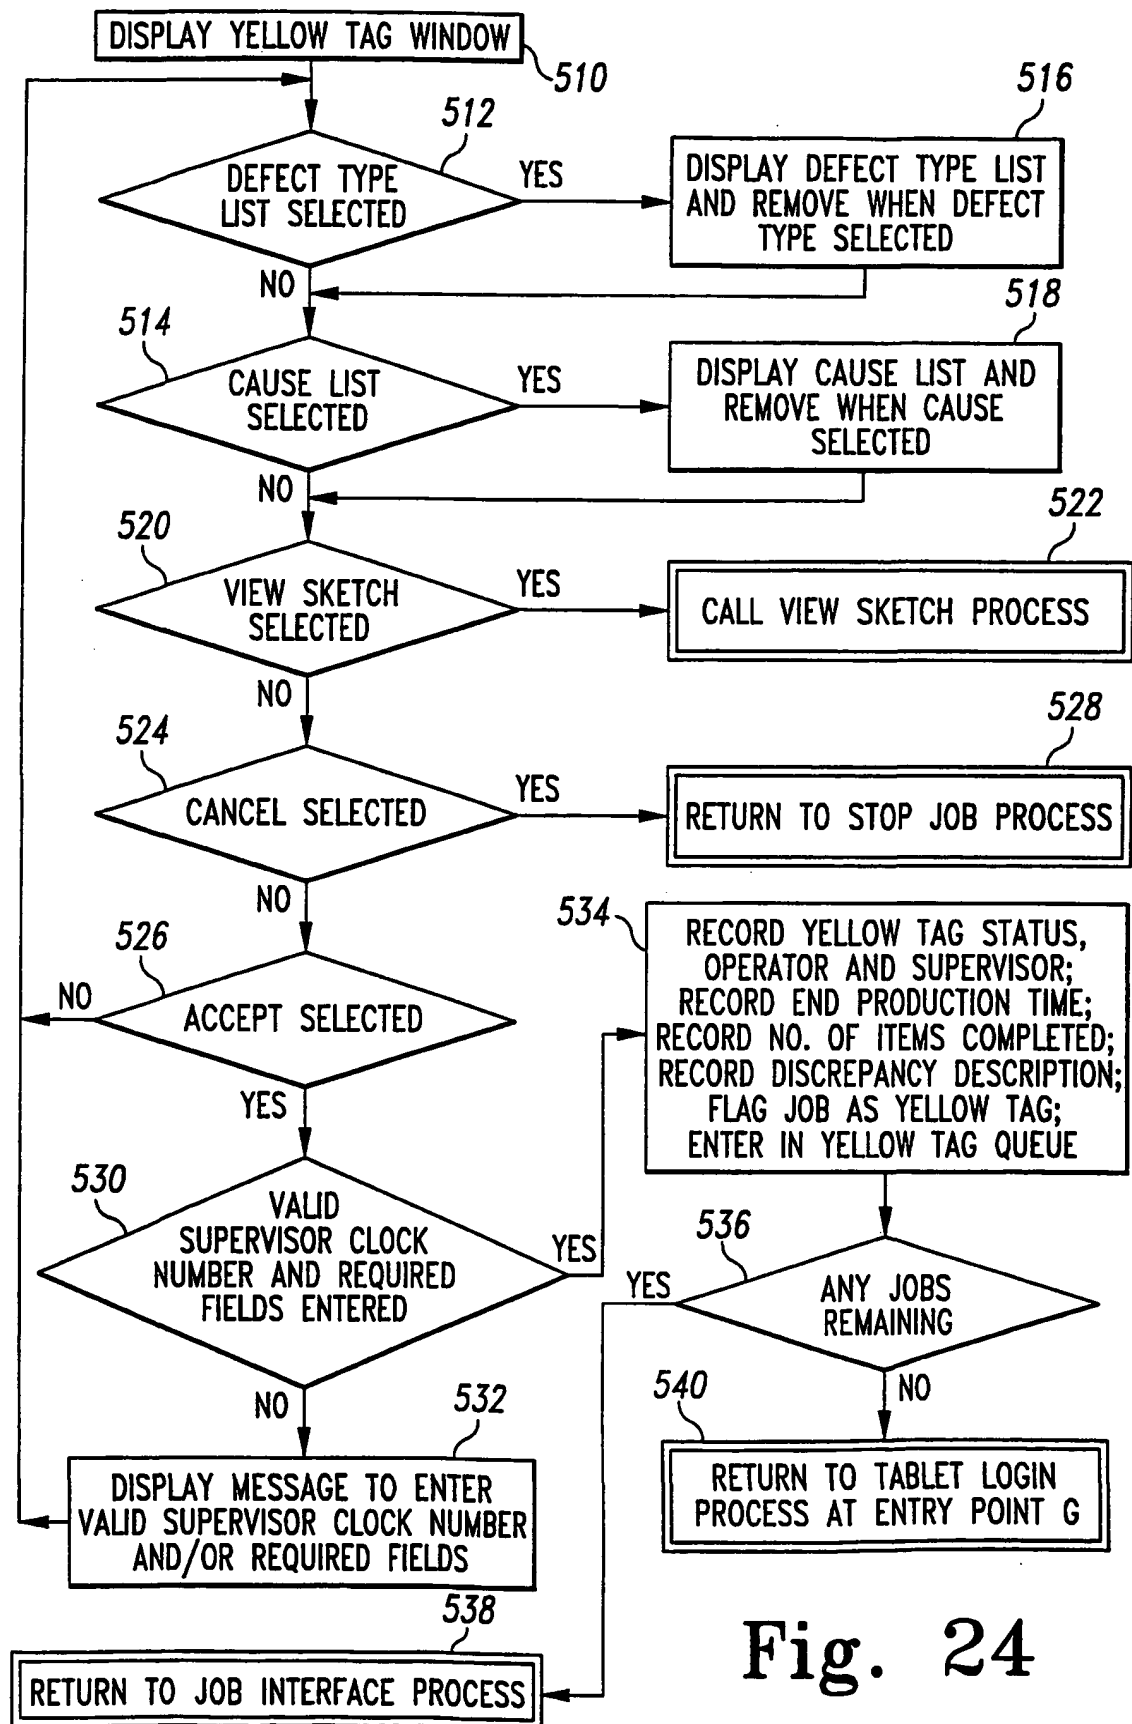 DISPLAY YELLOW TAG WINDOW
510
512
DEFECT TYPE
LIST SELECTED
YES
NO
516
DISPLAY DEFECT TYPE LIST
AND REMOVE WHEN DEFECT
TYPE SELECTED
514
CAUSE LIST
SELECTED
YES
NO
518
DISPLAY CAUSE LIST AND
REMOVE WHEN CAUSE
SELECTED
520
VIEW SKETCH
SELECTED
YES
NO
522
CALL VIEW SKETCH PROCESS
524
CANCEL SELECTED
YES
NO
528
RETURN TO STOP JOB PROCESS
526
ACCEPT SELECTED
NO
YES
530
VALID
SUPERVISOR CLOCK
NUMBER AND REQUIRED
FIELDS ENTERED
YES
NO
534
RECORD YELLOW TAG STATUS,
OPERATOR AND SUPERVISOR;
RECORD END PRODUCTION TIME;
RECORD NO. OF ITEMS COMPLETED;
RECORD DISCREPANCY DESCRIPTION;
FLAG JOB AS YELLOW TAG;
ENTER IN YELLOW TAG QUEUE
536
ANY JOBS
REMAINING
YES
NO
532
DISPLAY MESSAGE TO ENTER
VALID SUPERVISOR CLOCK NUMBER
AND/OR REQUIRED FIELDS
540
RETURN TO TABLET LOGIN
PROCESS AT ENTRY POINT G
538
RETURN TO JOB INTERFACE PROCESS
Fig. 24